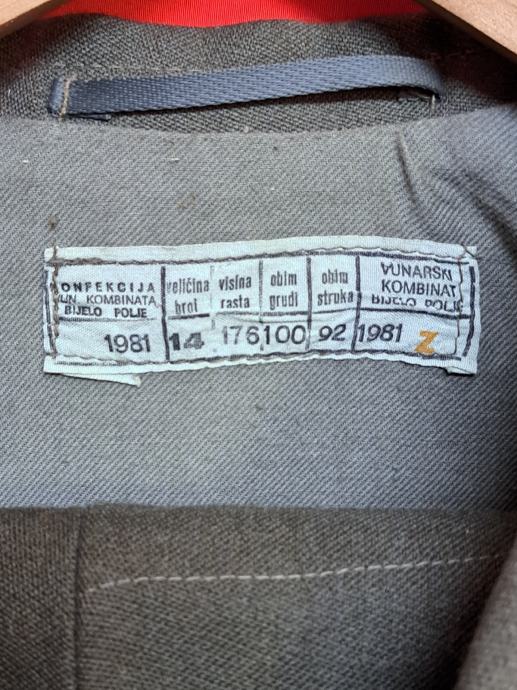 ONFEKCIJA
UN. KOMBINATA
BIJELO POLJE
1981
veličina
broj
14
visina
rasta
176
obim
grudi
100
obim
struka
92
VUNARSKI
KOMBINAT
BIJELO POLJE
1981 Z